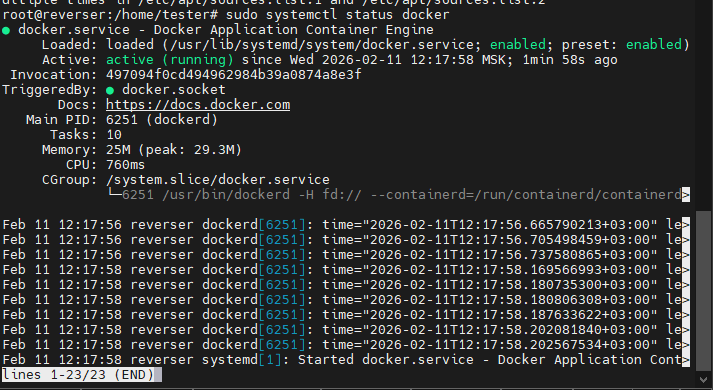 ultiple times in /etc/apt/sources.list:1 and /etc/apt/sources.list:2
root@reverser:/home/tester# sudo systemctl status docker
● docker.service - Docker Application Container Engine
     Loaded: loaded (/usr/lib/systemd/system/docker.service; enabled; preset: enabled)
     Active: active (running) since Wed 2026-02-11 12:17:58 MSK; 1min 58s ago
 Invocation: 497094f0cd494962984b39a0874a8e3f
TriggeredBy: ● docker.socket
       Docs: https://docs.docker.com
   Main PID: 6251 (dockerd)
      Tasks: 10
     Memory: 25M (peak: 29.3M)
        CPU: 760ms
     CGroup: /system.slice/docker.service
             └─6251 /usr/bin/dockerd -H fd:// --containerd=/run/containerd/containerd>
Feb 11 12:17:56 reverser dockerd[6251]: time="2026-02-11T12:17:56.665790213+03:00" le>
Feb 11 12:17:56 reverser dockerd[6251]: time="2026-02-11T12:17:56.705498459+03:00" le>
Feb 11 12:17:56 reverser dockerd[6251]: time="2026-02-11T12:17:56.737580865+03:00" le>
Feb 11 12:17:58 reverser dockerd[6251]: time="2026-02-11T12:17:58.169566993+03:00" le>
Feb 11 12:17:58 reverser dockerd[6251]: time="2026-02-11T12:17:58.180735300+03:00" le>
Feb 11 12:17:58 reverser dockerd[6251]: time="2026-02-11T12:17:58.180806308+03:00" le>
Feb 11 12:17:58 reverser dockerd[6251]: time="2026-02-11T12:17:58.187633622+03:00" le>
Feb 11 12:17:58 reverser dockerd[6251]: time="2026-02-11T12:17:58.202081840+03:00" le>
Feb 11 12:17:58 reverser dockerd[6251]: time="2026-02-11T12:17:58.202567534+03:00" le>
Feb 11 12:17:58 reverser systemd[1]: Started docker.service - Docker Application Cont>
lines 1-23/23 (END)